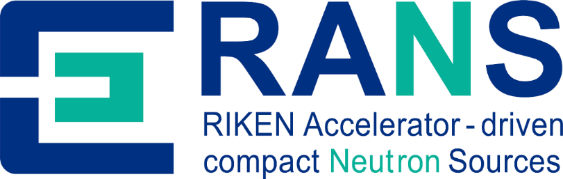 RANS
RIKEN Accelerator-driven
compact Neutron Sources